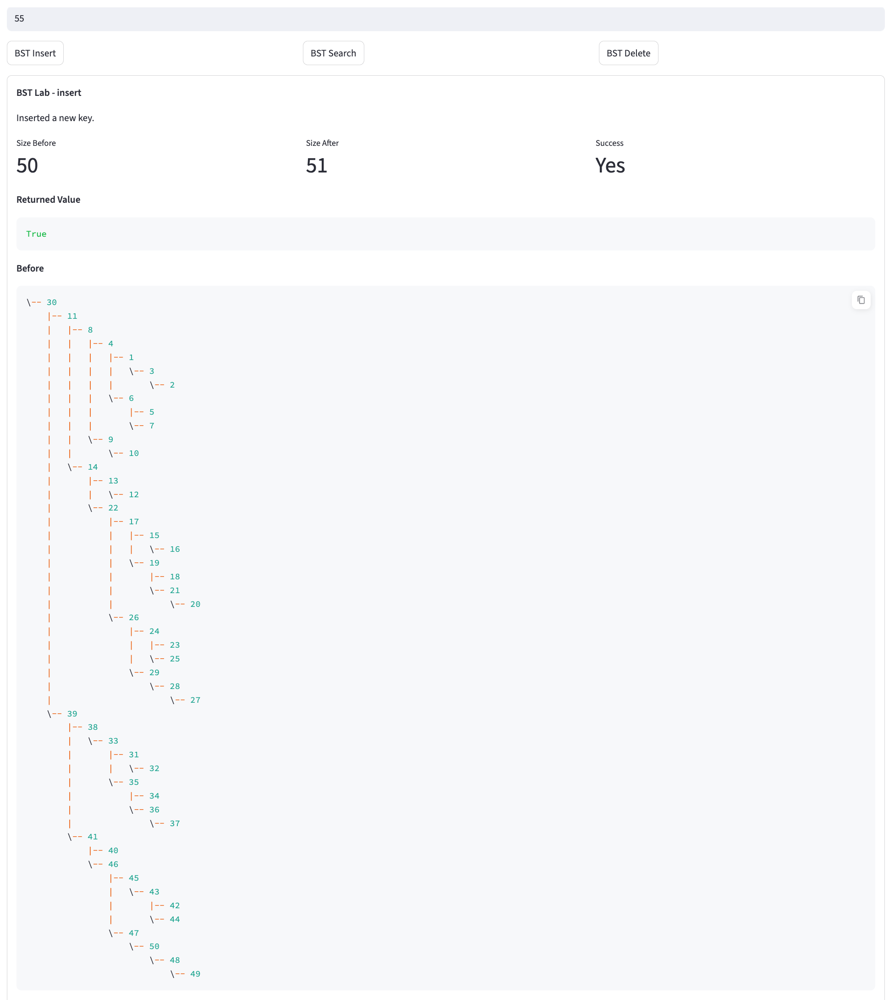 55
BST Insert BST Search BST Delete
BST Lab - insert
Inserted a new key.
Size Before Size After Success
50 51 Yes
Returned Value
True
Before
\-- 30
    |-- 11
    |   |-- 8
    |   |   |-- 4
    |   |   |   |-- 1
    |   |   |   |   \-- 3
    |   |   |   |       \-- 2
    |   |   |   \-- 6
    |   |   |       |-- 5
    |   |   |       \-- 7
    |   |   \-- 9
    |   |       \-- 10
    |   \-- 14
    |       |-- 13
    |       |   \-- 12
    |       \-- 22
    |           |-- 17
    |           |   |-- 15
    |           |   |   \-- 16
    |           |   \-- 19
    |           |       |-- 18
    |           |       \-- 21
    |           |           \-- 20
    |           \-- 26
    |               |-- 24
    |               |   |-- 23
    |               |   \-- 25
    |               \-- 29
    |                   \-- 28
    |                       \-- 27
    \-- 39
        |-- 38
        |   \-- 33
        |       |-- 31
        |       |   \-- 32
        |       \-- 35
        |           |-- 34
        |           \-- 36
        |               \-- 37
        \-- 41
            |-- 40
            \-- 46
                |-- 45
                |   \-- 43
                |       |-- 42
                |       \-- 44
                \-- 47
                    \-- 50
                        \-- 48
                            \-- 49